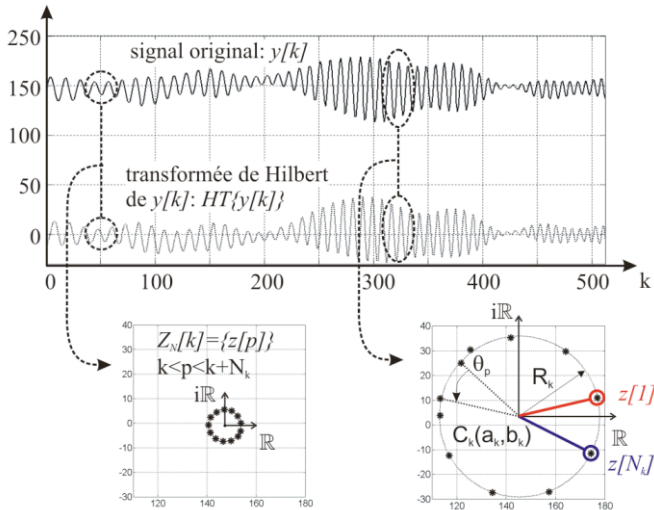 250
signal original: y[k]
200
150
100
transformée de Hilbert
de y[k]: HT{y[k]}
50
0
0 100 200 300 400 500 k
40
Z_N[k]={z[p]}
30
k<p<k+N_k
20
iℝ
10
0
ℝ
-10
-20
-30
120 140 160 180
iℝ
40
30
θ_p
20
R_k
10
z[1]
0
C_k(a_k,b_k)
ℝ
-10
z[N_k]
-20
-30
120 140 160 180